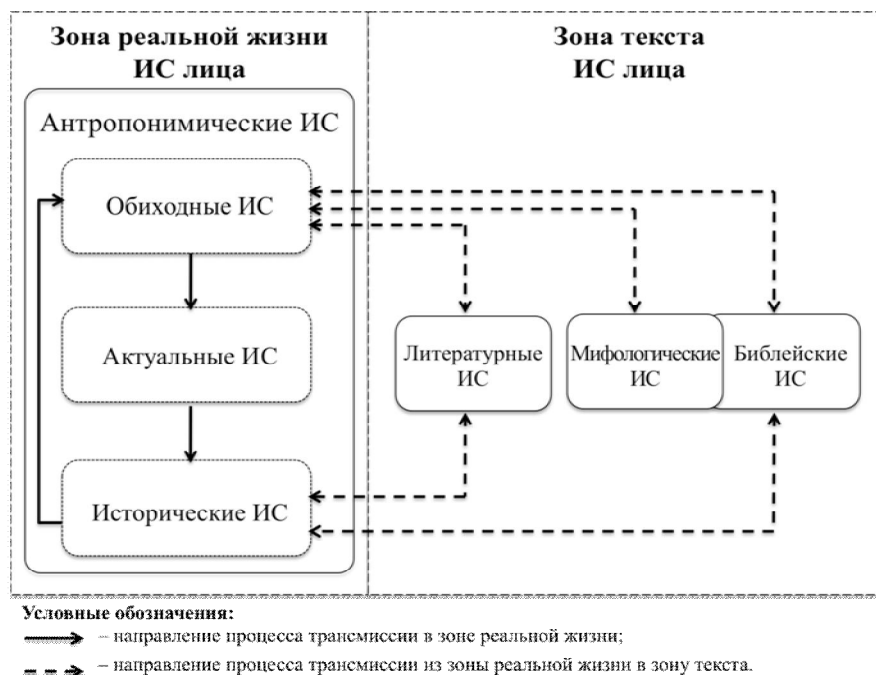 Зона реальной жизни
ИС лица
Зона текста
ИС лица
Антропонимические ИС
Обиходные ИС
Актуальные ИС
Исторические ИС
Литературные
ИС
Мифологические
ИС
Библейские
ИС
Условные обозначения:
– направление процесса трансмиссии в зоне реальной жизни;
– направление процесса трансмиссии из зоны реальной жизни в зону текста.